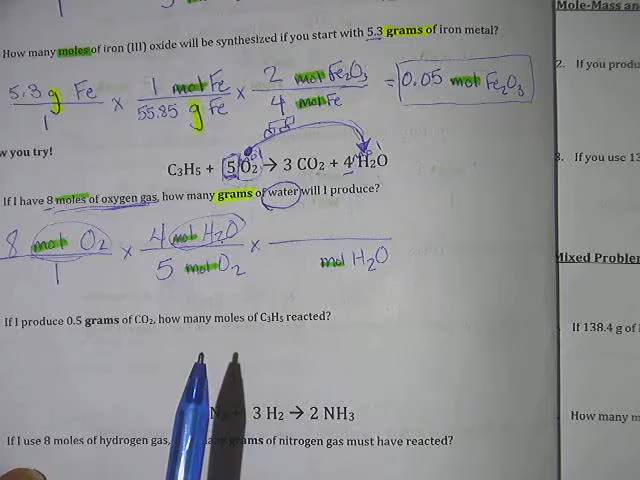 Mole-Mass an
How many moles of iron (III) oxide will be synthesized if you start with 5.3 grams of iron metal?
5.3 g Fe / 1 × 1 mol Fe / 55.85 g Fe × 2 mol Fe₂O₃ / 4 mol Fe = 0.05 mol Fe₂O₃
2. If you produ
w you try!
C₃H₅ + 5 O₂ → 3 CO₂ + 4 H₂O
3. If you use 13
If I have 8 moles of oxygen gas, how many grams of water will I produce?
8 mol O₂ / 1 × 4 mol H₂O / 5 mol O₂ × mol H₂O
Mixed Proble
If I produce 0.5 grams of CO₂, how many moles of C₃H₅ reacted?
If 138.4 g of
3 H₂ → 2 NH₃
How many m
If I use 8 moles of hydrogen gas, grams of nitrogen gas must have reacted?